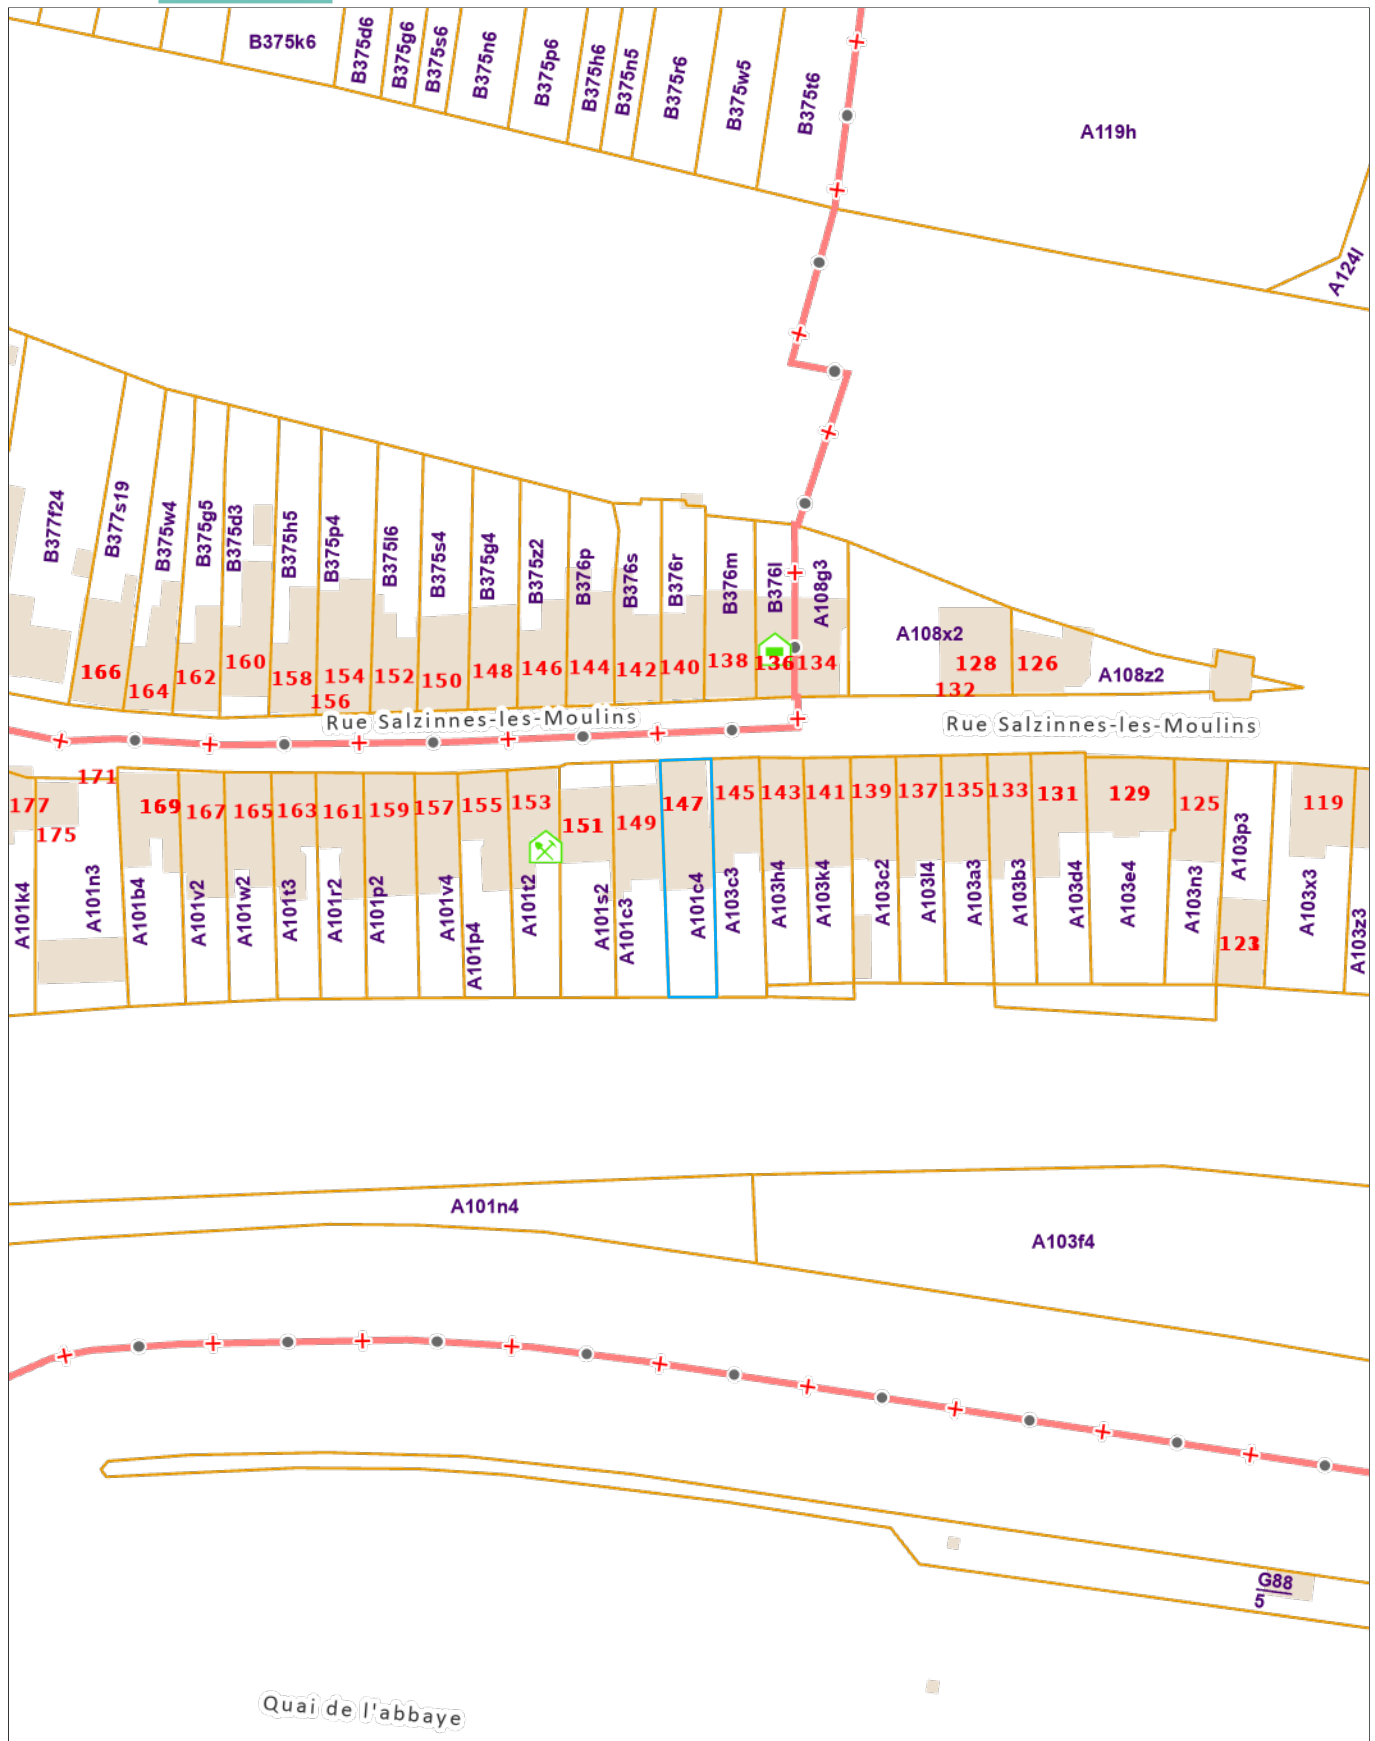 B375k6
B375d6
B375g6
B375s6
B375n6
B375p6
B375h6
B375n5
B375r6
B375w5
B375t6
A119h
A124l
B377f24
B377s19
B375w4
B375g5
B375d3
B375h5
B375p4
B375l6
B375s4
B375g4
B375z2
B376p
B376s
B376r
B376m
B376l
A108g3
A108x2
A108z2
166
164
162
160
158
154
156
152
150
148
146
144
142
140
138
136
134
128
132
126
Rue Salzinnes-les-Moulins
Rue Salzinnes-les-Moulins
177
175
171
169
167
165
163
161
159
157
155
153
151
149
147
145
143
141
139
137
135
133
131
129
125
123
119
A101k4
A101n3
A101b4
A101v2
A101w2
A101t3
A101r2
A101p2
A101v4
A101p4
A101t2
A101s2
A101c3
A101c4
A103c3
A103h4
A103k4
A103c2
A103l4
A103a3
A103b3
A103d4
A103e4
A103n3
A103p3
A103x3
A103z3
A101n4
A103f4
G88
5
Quai de l'abbaye